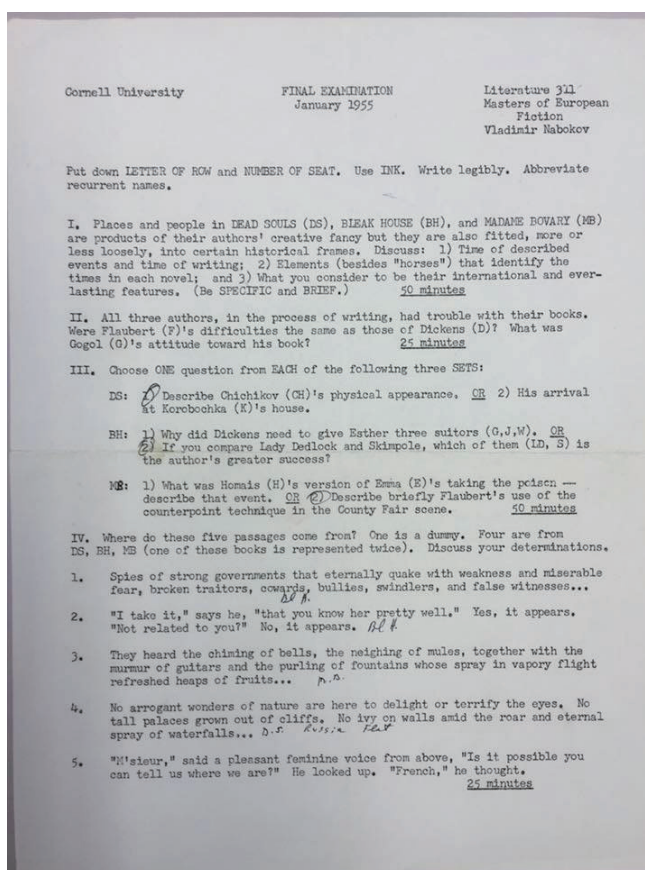 Cornell University FINAL EXAMINATION Literature 311
January 1955 Masters of European
Fiction
Vladimir Nabokov
Put down LETTER OF ROW and NUMBER OF SEAT. Use INK. Write legibly. Abbreviate
recurrent names.
I. Places and people in DEAD SOULS (DS), BLEAK HOUSE (BH), and MADAME BOVARY (MB)
are products of their authors' creative fancy but they are also fitted, more or
less loosely, into certain historical frames. Discuss: 1) Time of described
events and time of writing; 2) Elements (besides "horses") that identify the
times in each novel; and 3) What you consider to be their international and ever-
lasting features. (Be SPECIFIC and BRIEF.) 50 minutes
II. All three authors, in the process of writing, had trouble with their books.
Were Flaubert (F)'s difficulties the same as those of Dickens (D)? What was
Gogol (G)'s attitude toward his book? 25 minutes
III. Choose ONE question from EACH of the following three SETS:
DS: 1) Describe Chichikov (CH)'s physical appearance. OR 2) His arrival
at Korobochka (K)'s house.
BH: 1) Why did Dickens need to give Esther three suitors (G,J,W). OR
2) If you compare Lady Dedlock and Skimpole, which of them (LD, S) is
the author's greater success?
MB: 1) What was Homais (H)'s version of Emma (E)'s taking the poison —
describe that event. OR 2) Describe briefly Flaubert's use of the
counterpoint technique in the County Fair scene. 50 minutes
IV. Where do these five passages come from? One is a dummy. Four are from
DS, BH, MB (one of these books is represented twice). Discuss your determinations.
1. Spies of strong governments that eternally quake with weakness and miserable
fear, broken traitors, cowards, bullies, swindlers, and false witnesses...
Bl H.
2. "I take it," says he, "that you know her pretty well." Yes, it appears.
"Not related to you?" No, it appears. Bl H
3. They heard the chiming of bells, the neighing of mules, together with the
murmur of guitars and the purling of fountains whose spray in vapory flight
refreshed heaps of fruits... m.B.
4. No arrogant wonders of nature are here to delight or terrify the eyes. No
tall palaces grown out of cliffs. No ivy on walls amid the roar and eternal
spray of waterfalls... D.S. Russia Flat
5. "M'sieur," said a pleasant feminine voice from above, "Is it possible you
can tell us where we are?" He looked up. "French," he thought.
25 minutes